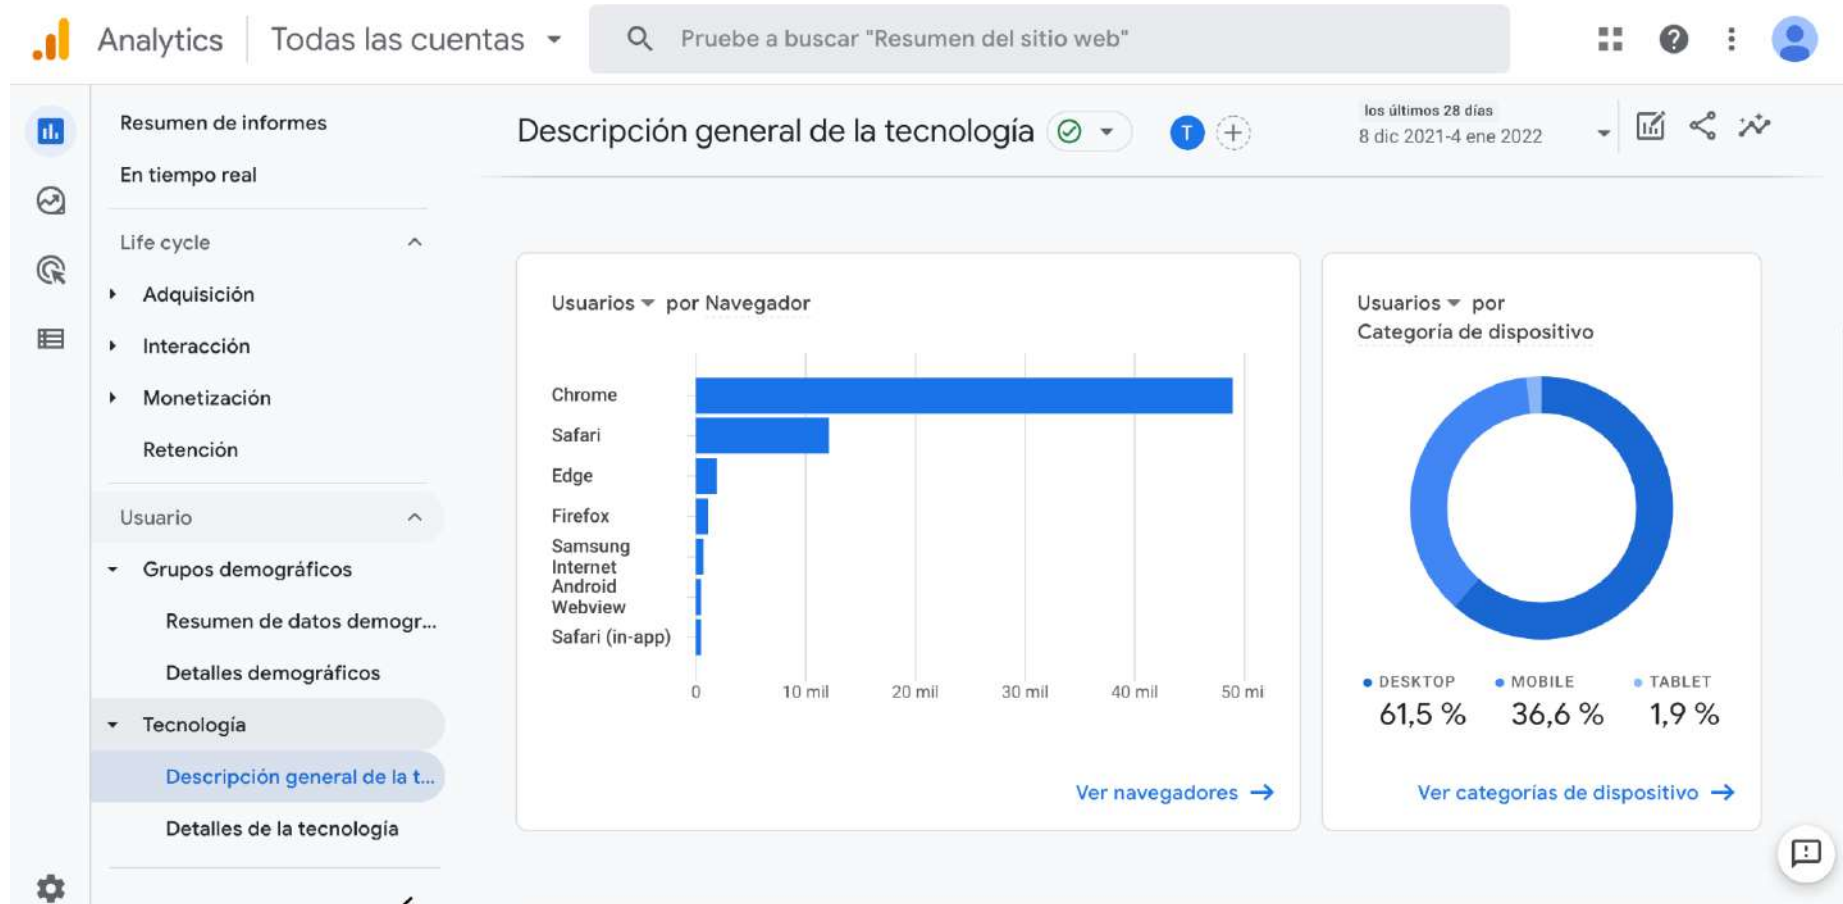 Analytics
Todas las cuentas
Pruebe a buscar "Resumen del sitio web"
Resumen de informes
En tiempo real
Life cycle
Adquisición
Interacción
Monetización
Retención
Usuario
Grupos demográficos
Resumen de datos demogr...
Detalles demográficos
Tecnología
Descripción general de la t...
Detalles de la tecnología
Descripción general de la tecnología
T
los últimos 28 días
8 dic 2021-4 ene 2022
Usuarios por Navegador
Chrome
Safari
Edge
Firefox
Samsung
Internet
Android
Webview
Safari (in-app)
0 10 mil 20 mil 30 mil 40 mil 50 mi
Ver navegadores
Usuarios por
Categoría de dispositivo
DESKTOP MOBILE TABLET
61,5 % 36,6 % 1,9 %
Ver categorías de dispositivo